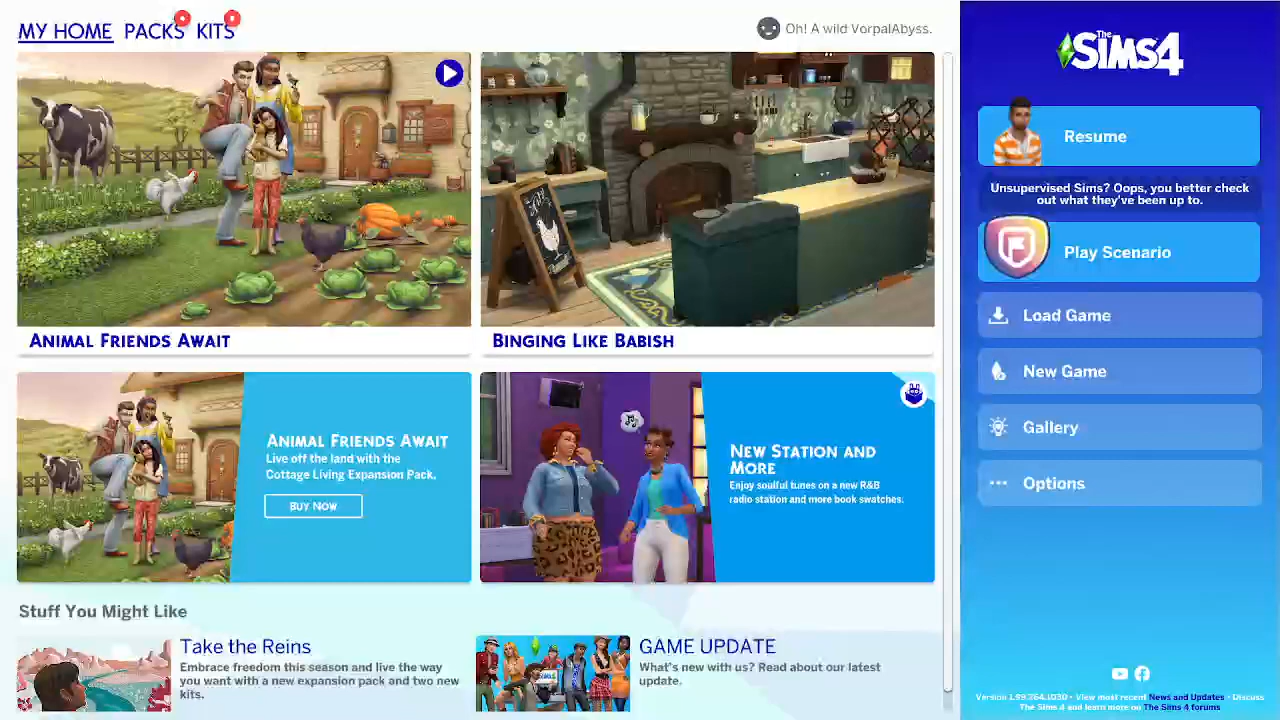 MY HOME PACKS KITS
Oh! A wild VorpalAbyss.
ANIMAL FRIENDS AWAIT
BINGING LIKE BABISH
ANIMAL FRIENDS AWAIT
Live off the land with the
Cottage Living Expansion Pack.
BUY NOW
NEW STATION AND
MORE
Enjoy soulful tunes on a new R&B
radio station and more book swatches.
Stuff You Might Like
Take the Reins
Embrace freedom this season and live the way
you want with a new expansion pack and two new
kits.
GAME UPDATE
What's new with us? Read about our latest
update.
The SIMS 4
Resume
Unsupervised Sims? Oops, you better check
out what they've been up to.
Play Scenario
Load Game
New Game
Gallery
Options
Version 1.99.264.1030 • View most recent News and Updates • Discuss
The Sims 4 and learn more on The Sims 4 forums